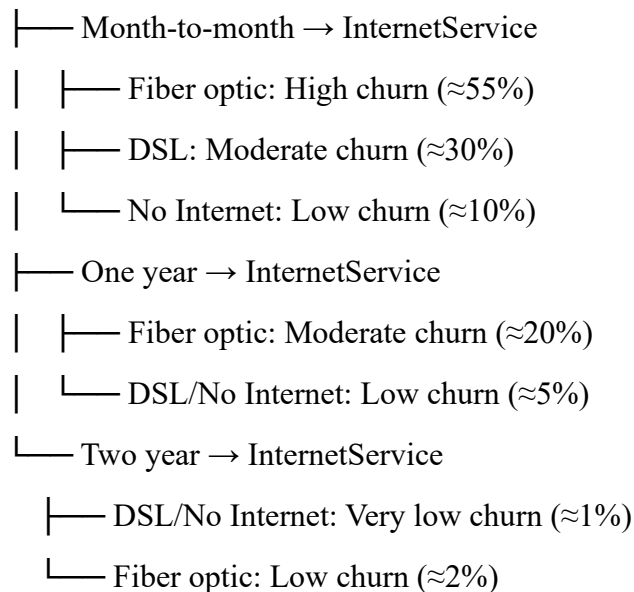 ├── Month-to-month → InternetService
│ ├── Fiber optic: High churn (≈55%)
│ ├── DSL: Moderate churn (≈30%)
│ └── No Internet: Low churn (≈10%)
├── One year → InternetService
│ ├── Fiber optic: Moderate churn (≈20%)
│ └── DSL/No Internet: Low churn (≈5%)
└── Two year → InternetService
├── DSL/No Internet: Very low churn (≈1%)
└── Fiber optic: Low churn (≈2%)